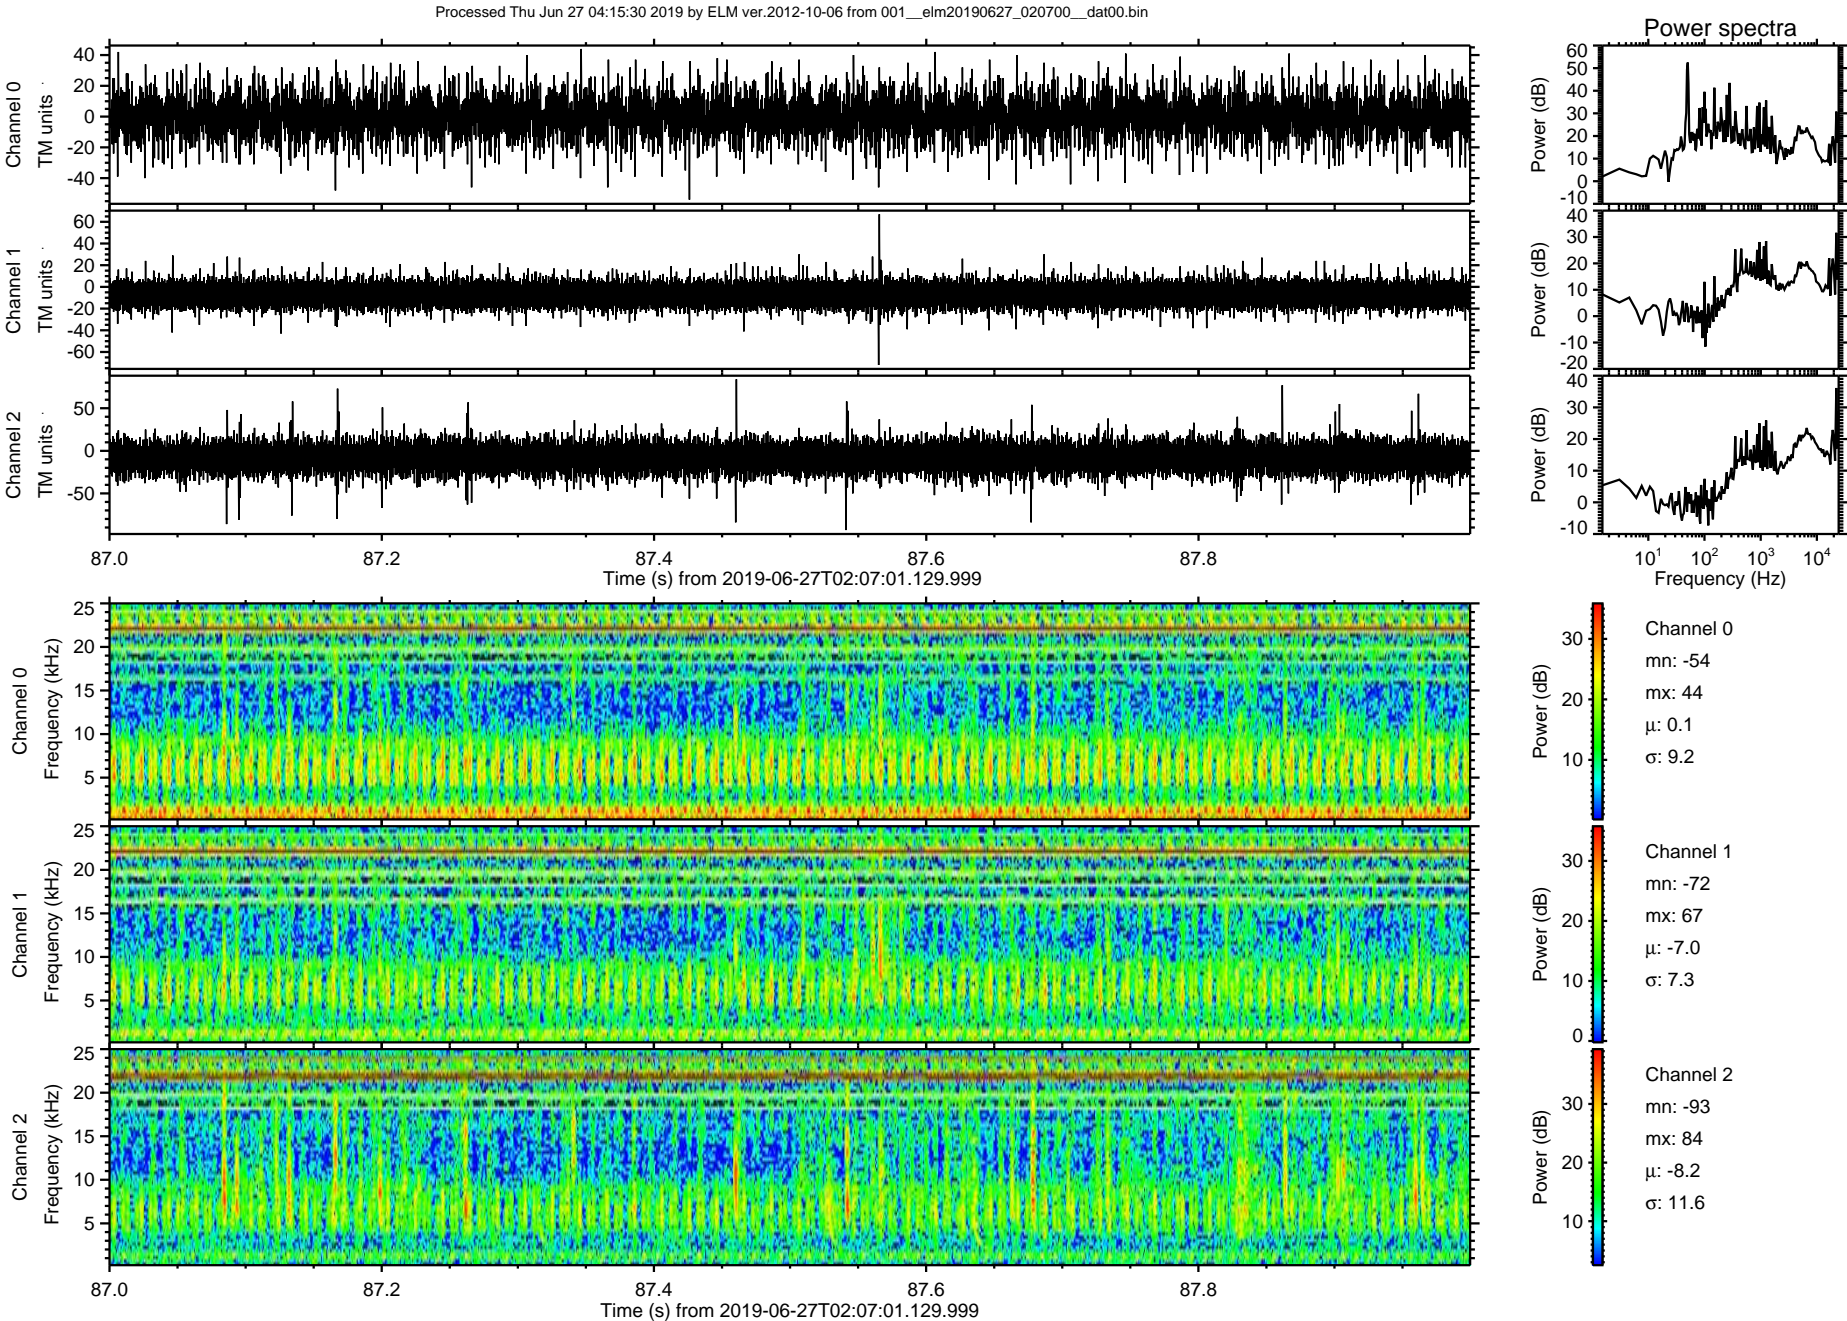 Processed Thu Jun 27 04:15:30 2019 by ELM ver.2012-10-06 from 001__elm20190627_020700__dat00.bin
Power spectra
Channel 0
TM units
40
20
0
-20
-40
Power (dB)
60
50
40
30
20
10
0
-10
Channel 1
TM units
60
40
20
0
-20
-40
-60
Power (dB)
40
30
20
10
0
-10
-20
Channel 2
TM units
50
0
-50
Power (dB)
40
30
20
10
0
-10
87.0 87.2 87.4 87.6 87.8
Time (s) from 2019-06-27T02:07:01.129.999
10¹ 10² 10³ 10⁴
Frequency (Hz)
Channel 0
Frequency (kHz)
25
20
15
10
5
Power (dB)
30
20
10
Channel 0
mn: -54
mx: 44
μ: 0.1
σ: 9.2
Channel 1
Frequency (kHz)
25
20
15
10
5
Power (dB)
30
20
10
0
Channel 1
mn: -72
mx: 67
μ: -7.0
σ: 7.3
Channel 2
Frequency (kHz)
25
20
15
10
5
Power (dB)
30
20
10
Channel 2
mn: -93
mx: 84
μ: -8.2
σ: 11.6
87.0 87.2 87.4 87.6 87.8
Time (s) from 2019-06-27T02:07:01.129.999